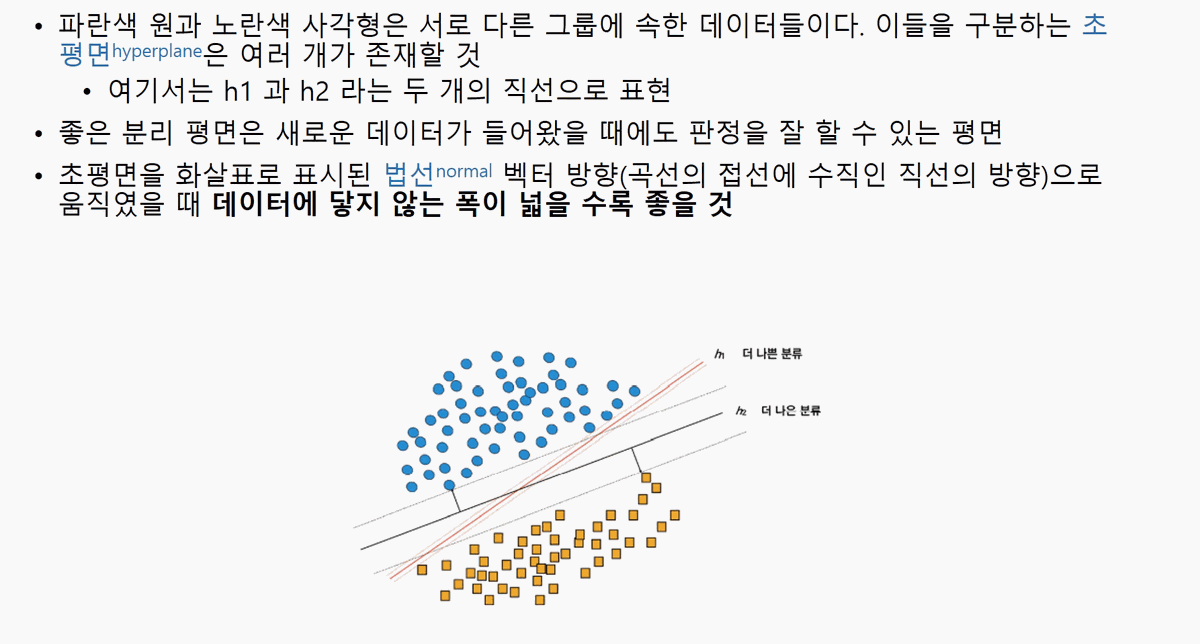 • 파란색 원과 노란색 사각형은 서로 다른 그룹에 속한 데이터들이다. 이들을 구분하는 초
평면hyperplane은 여러 개가 존재할 것
• 여기서는 h1 과 h2 라는 두 개의 직선으로 표현
• 좋은 분리 평면은 새로운 데이터가 들어왔을 때에도 판정을 잘 할 수 있는 평면
• 초평면을 화살표로 표시된 법선normal 벡터 방향(곡선의 접선에 수직인 직선의 방향)으로
움직였을 때 데이터에 닿지 않는 폭이 넓을 수록 좋을 것
h₁ 더 나쁜 분류
h₂ 더 나은 분류